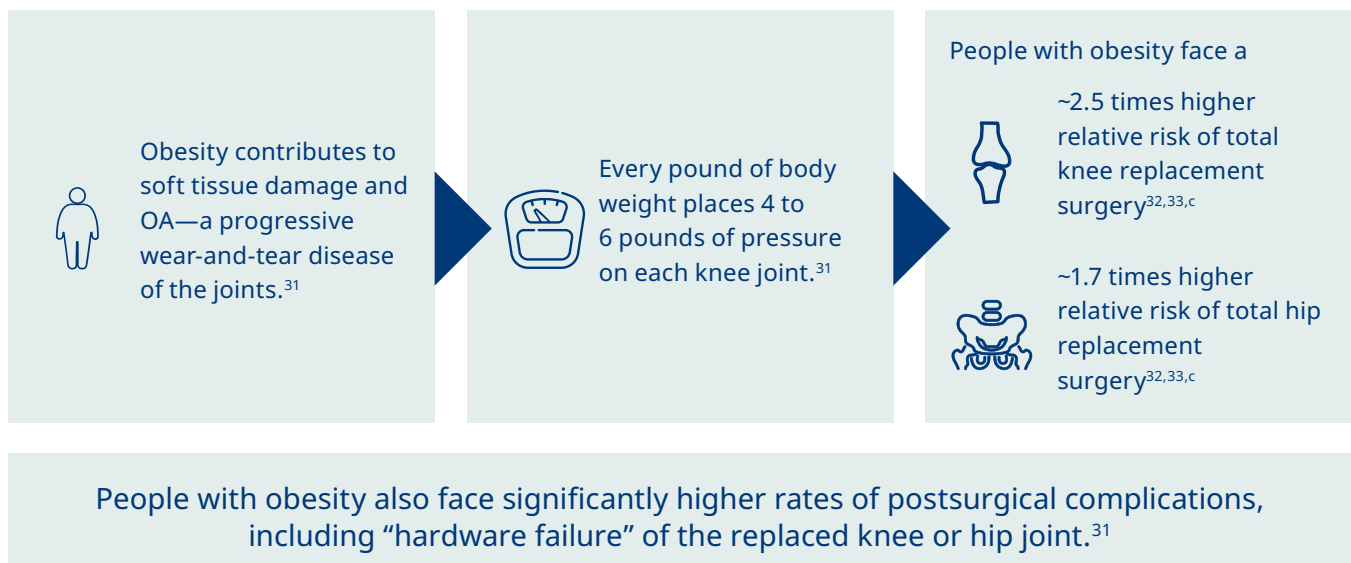 Obesity contributes to
soft tissue damage and
OA—a progressive
wear-and-tear disease
of the joints.31
Every pound of body
weight places 4 to
6 pounds of pressure
on each knee joint.31
People with obesity face a
~2.5 times higher
relative risk of total
knee replacement
surgery32,33,c
~1.7 times higher
relative risk of total hip
replacement
surgery32,33,c
People with obesity also face significantly higher rates of postsurgical complications,
including “hardware failure” of the replaced knee or hip joint.31